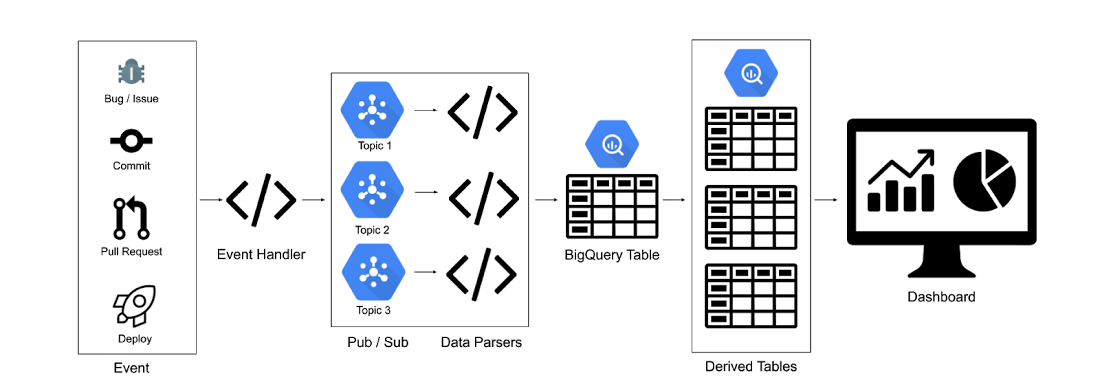 Bug / Issue
Commit
Pull Request
Deploy
Event
Event Handler
Topic 1
Topic 2
Topic 3
Pub / Sub
Data Parsers
BigQuery Table
Derived Tables
Dashboard